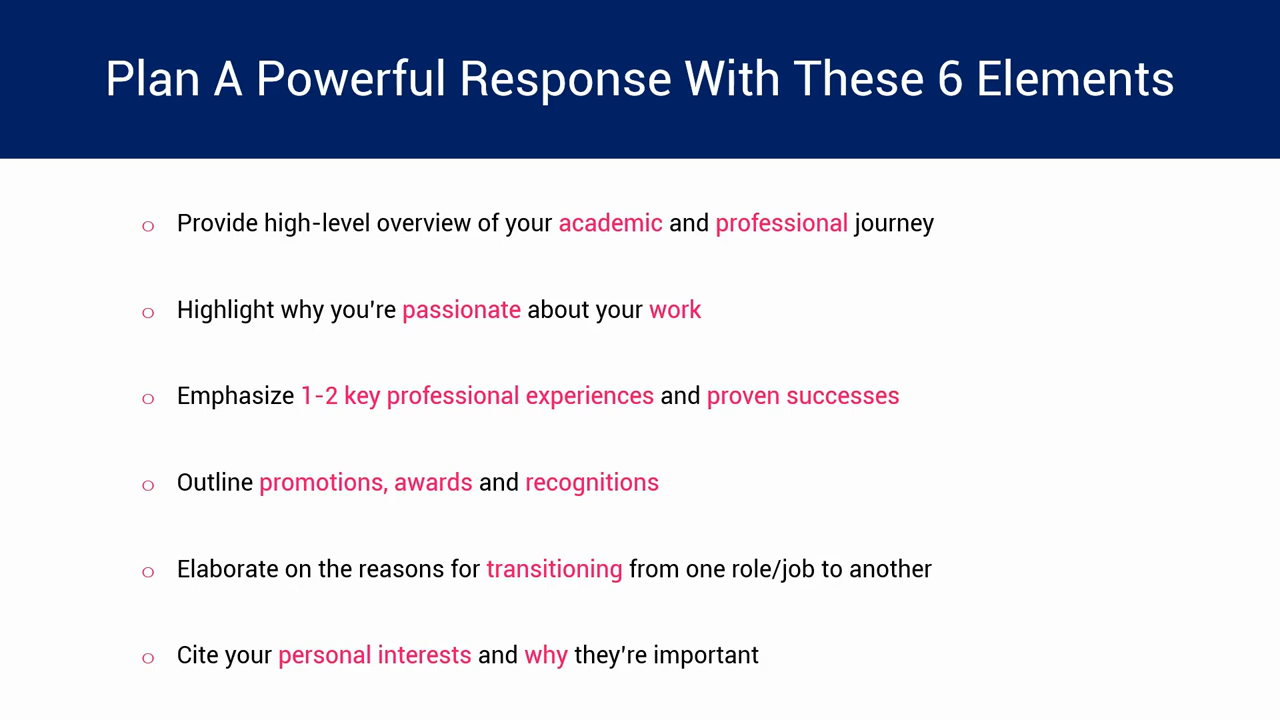 Plan A Powerful Response With These 6 Elements
o Provide high-level overview of your academic and professional journey
o Highlight why you're passionate about your work
o Emphasize 1-2 key professional experiences and proven successes
o Outline promotions, awards and recognitions
o Elaborate on the reasons for transitioning from one role/job to another
o Cite your personal interests and why they're important